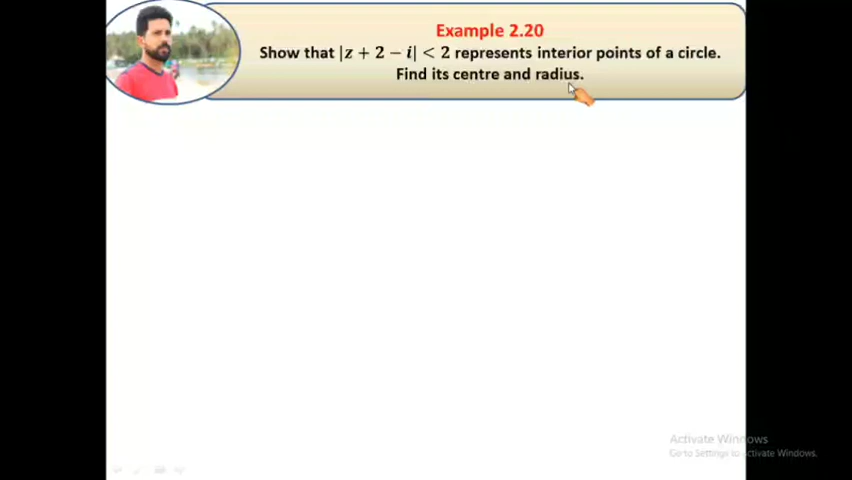 Example 2.20
Show that |z + 2 − i| < 2 represents interior points of a circle.
Find its centre and radius.
Activate Windows
Go to Settings to activate Windows.